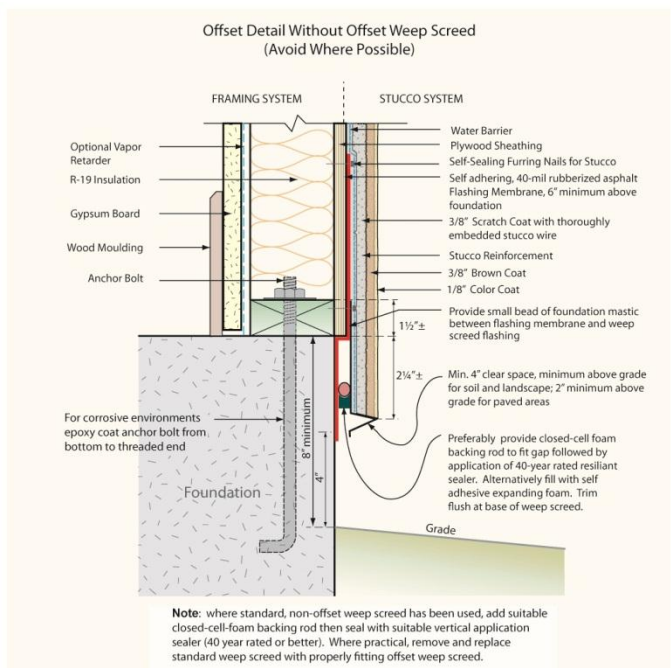 Offset Detail Without Offset Weep Screed
(Avoid Where Possible)
FRAMING SYSTEM
STUCCO SYSTEM
Optional Vapor
Retarder
R-19 Insulation
Gypsum Board
Wood Moulding
Anchor Bolt
For corrosive environments
epoxy coat anchor bolt from
bottom to threaded end
Foundation
8" minimum
4"
1½"±
2¼"±
Water Barrier
Plywood Sheathing
Self-Sealing Furring Nails for Stucco
Self adhering, 40-mil rubberized asphalt
Flashing Membrane, 6" minimum above
foundation
3/8" Scratch Coat with thoroughly
embedded stucco wire
Stucco Reinforcement
3/8" Brown Coat
1/8" Color Coat
Provide small bead of foundation mastic
between flashing membrane and weep
screed flashing
Min. 4" clear space, minimum above grade
for soil and landscape; 2" minimum above
grade for paved areas
Preferably provide closed-cell foam
backing rod to fit gap followed by
application of 40-year rated resiliant
sealer. Alternatively fill with self
adhesive expanding foam. Trim
flush at base of weep screed.
Grade
Note: where standard, non-offset weep screed has been used, add suitable
closed-cell-foam backing rod then seal with suitable vertical application
sealer (40 year rated or better). Where practical, remove and replace
standard weep screed with properly fitting offset weep screed.